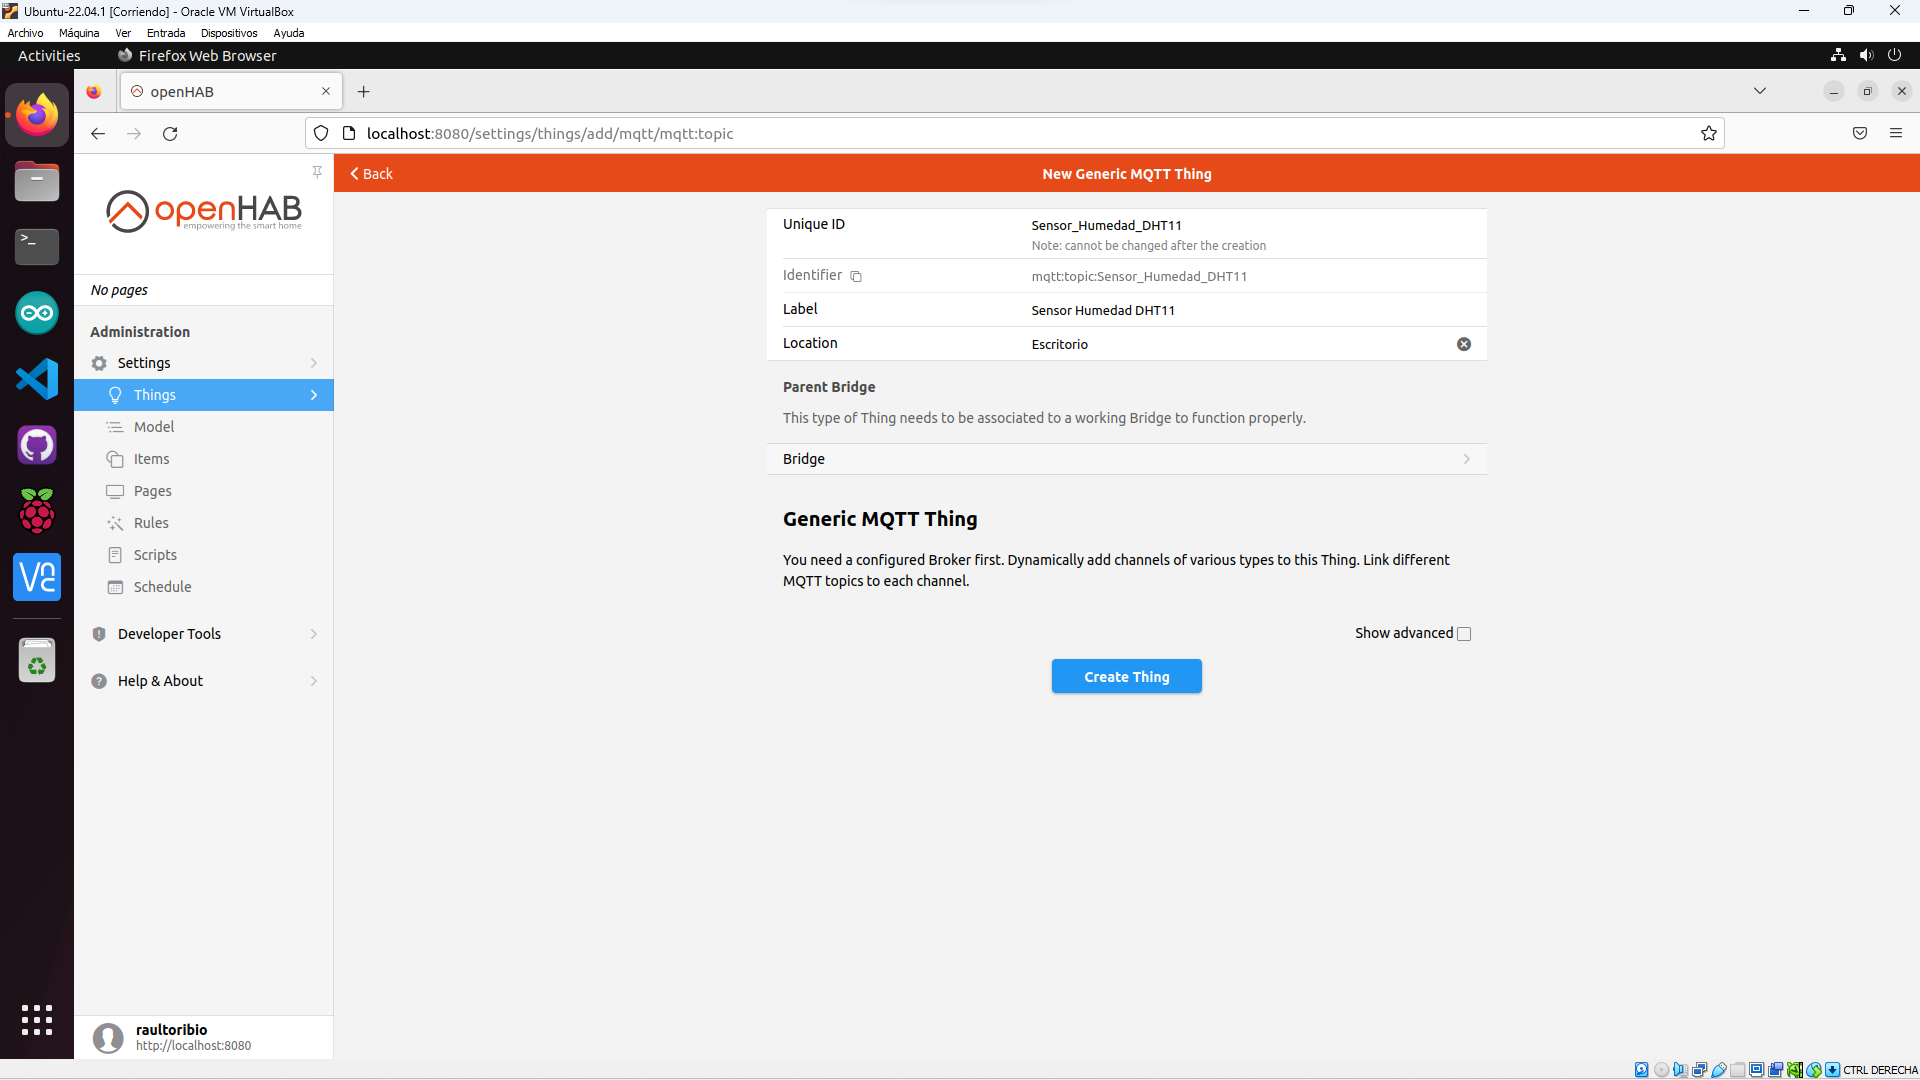 Ubuntu-22.04.1 [Corriendo] - Oracle VM VirtualBox
Archivo Máquina Ver Entrada Dispositivos Ayuda
Activities Firefox Web Browser
openHAB
localhost:8080/settings/things/add/mqtt/mqtt:topic
openHAB
empowering the smart home
No pages
Administration
Settings
Things
Model
Items
Pages
Rules
Scripts
Schedule
Developer Tools
Help & About
raultoribio
http://localhost:8080
Back
New Generic MQTT Thing
Unique ID Sensor_Humedad_DHT11
Note: cannot be changed after the creation
Identifier mqtt:topic:Sensor_Humedad_DHT11
Label Sensor Humedad DHT11
Location Escritorio
Parent Bridge
This type of Thing needs to be associated to a working Bridge to function properly.
Bridge
Generic MQTT Thing
You need a configured Broker first. Dynamically add channels of various types to this Thing. Link different
MQTT topics to each channel.
Show advanced
Create Thing
CTRL DERECHA